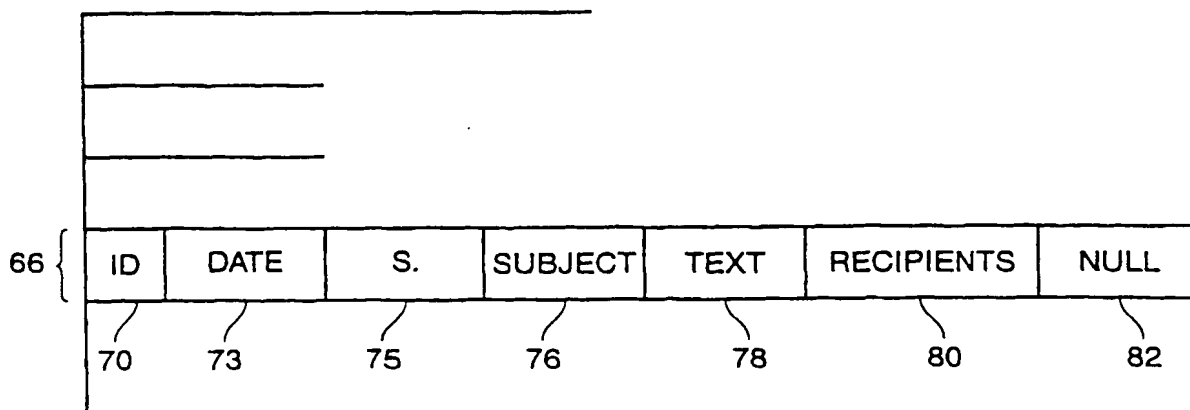 66 ID DATE S. SUBJECT TEXT RECIPIENTS NULL
70 73 75 76 78 80 82